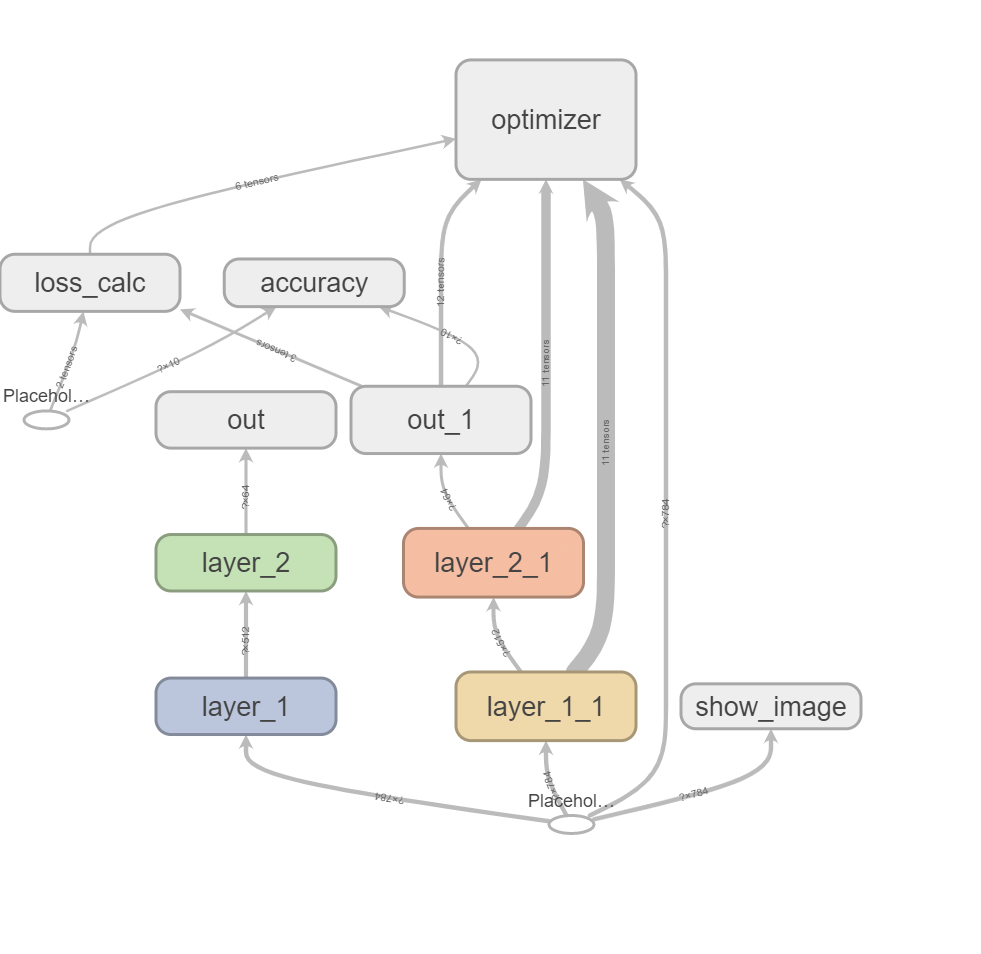 optimizer
6 tensors
loss_calc
accuracy
12 tensors
?×10
3 tensors
?×10
2 tensors
11 tensors
Placehol…
out
out_1
11 tensors
?×64
?×64
?×784
layer_2
layer_2_1
?×512
?×512
layer_1
layer_1_1
show_image
?×784
?×784
?×784
Placehol…